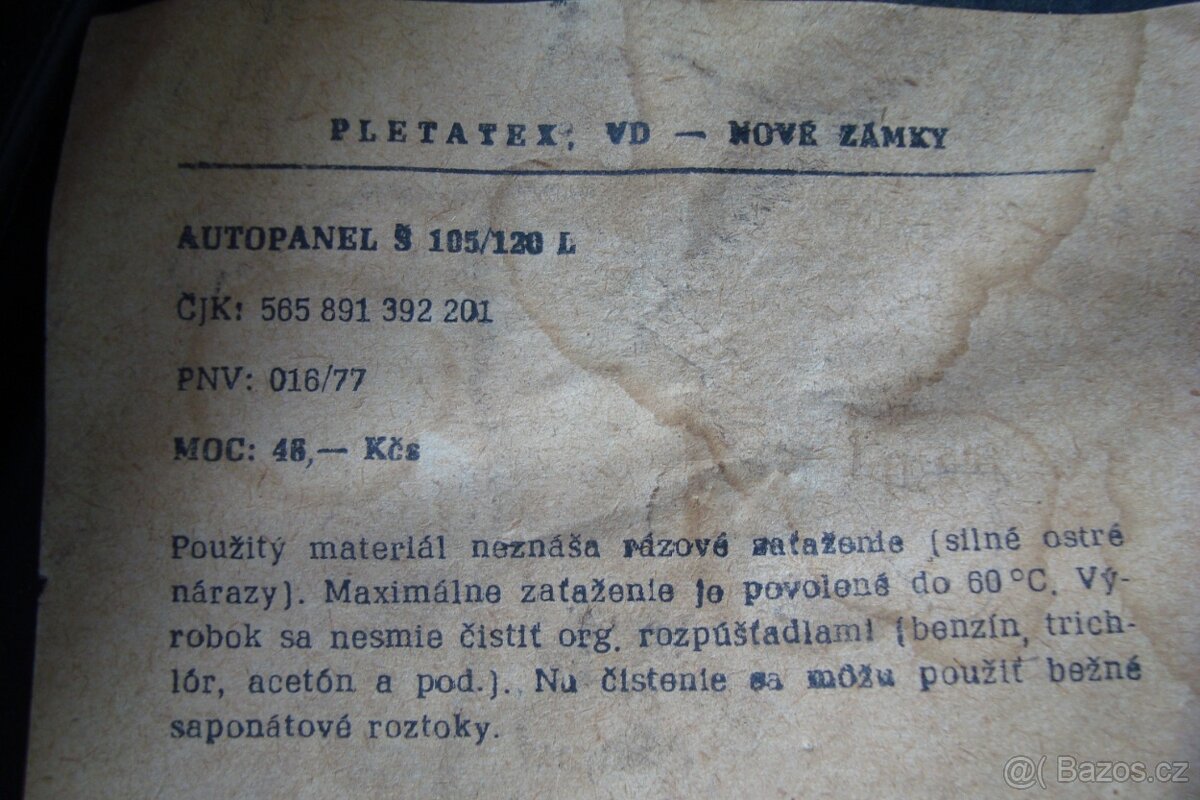 PLETATEX, VD — NOVÉ ZÁMKY
AUTOPANEL Š 105/120 L
ČJK: 565 891 392 201
PNV: 016/77
MOC: 46,— Kčs
Použitý materiál neznáša rázové zaťaženie (silné ostré
nárazy). Maximálne zaťaženie je povolené do 60 °C. Vý-
robok sa nesmie čistiť org. rozpúšťadlami (benzín, trich-
lór, acetón a pod.). Na čistenie sa môžu použiť bežné
saponátové roztoky.
@( Bazos.cz